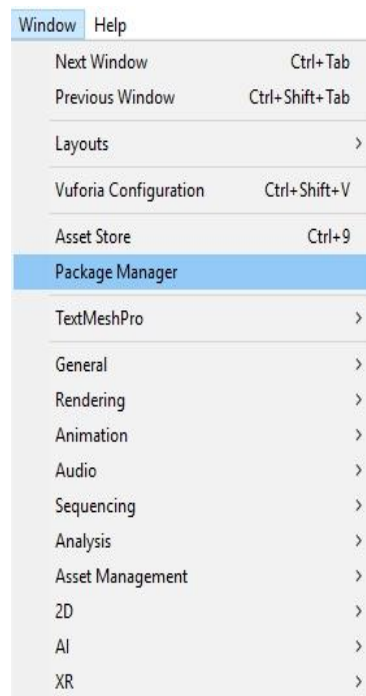 Window Help
Next Window Ctrl+Tab
Previous Window Ctrl+Shift+Tab
Layouts >
Vuforia Configuration Ctrl+Shift+V
Asset Store Ctrl+9
Package Manager
TextMeshPro >
General >
Rendering >
Animation >
Audio >
Sequencing >
Analysis >
Asset Management >
2D >
AI >
XR >